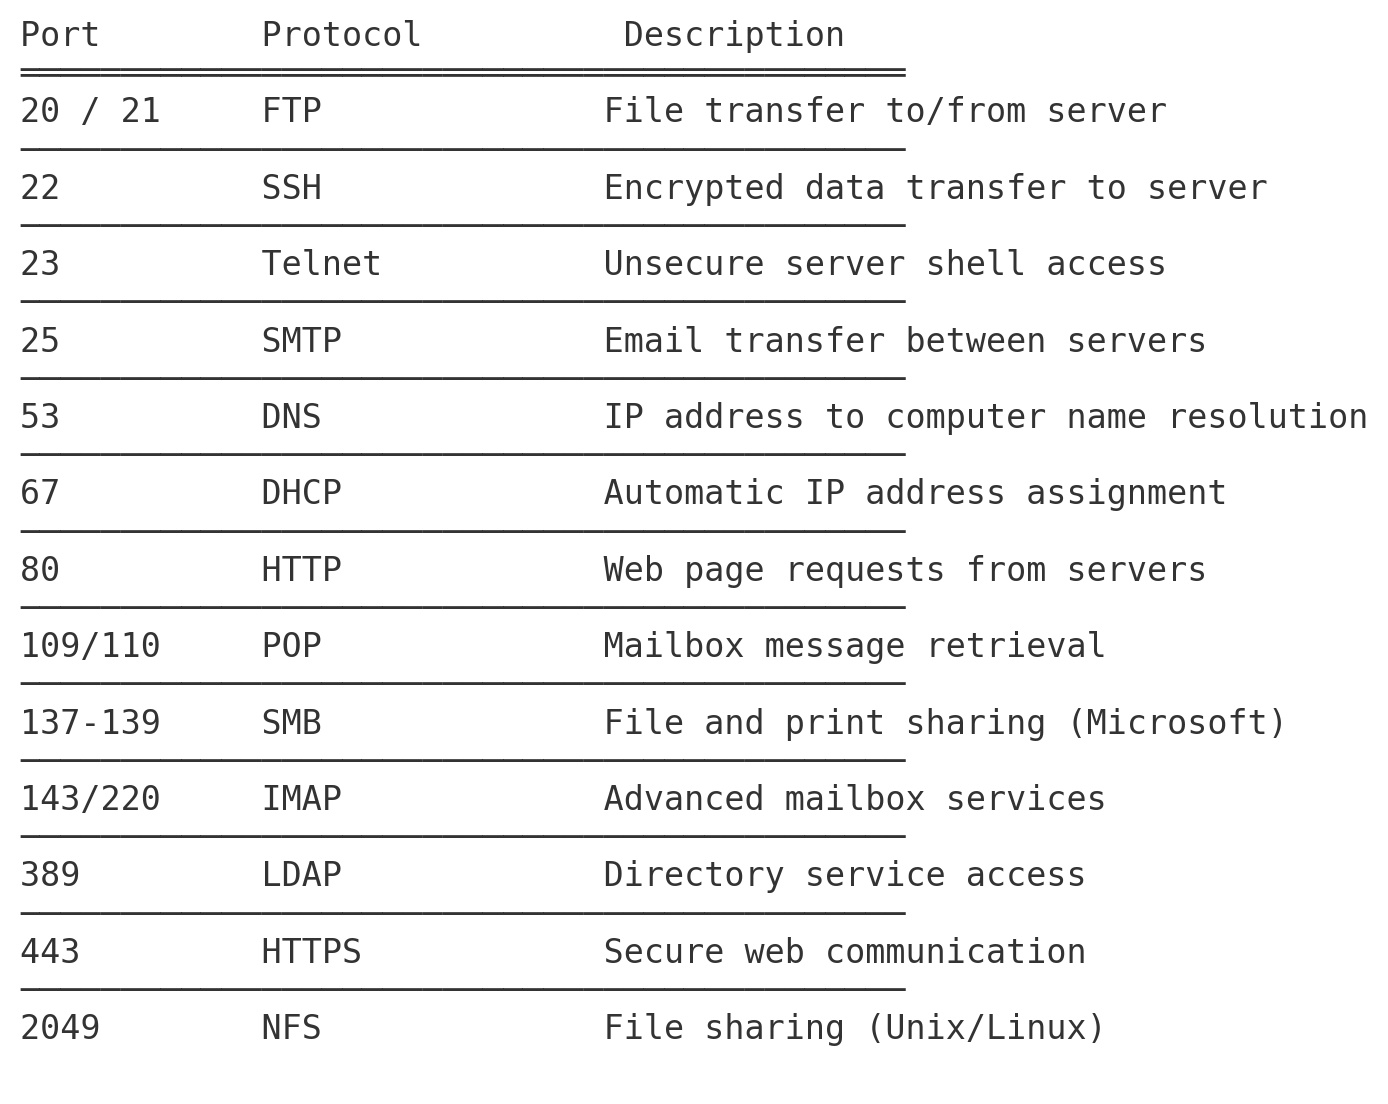 Port Protocol Description
20 / 21 FTP File transfer to/from server
22 SSH Encrypted data transfer to server
23 Telnet Unsecure server shell access
25 SMTP Email transfer between servers
53 DNS IP address to computer name resolution
67 DHCP Automatic IP address assignment
80 HTTP Web page requests from servers
109/110 POP Mailbox message retrieval
137-139 SMB File and print sharing (Microsoft)
143/220 IMAP Advanced mailbox services
389 LDAP Directory service access
443 HTTPS Secure web communication
2049 NFS File sharing (Unix/Linux)